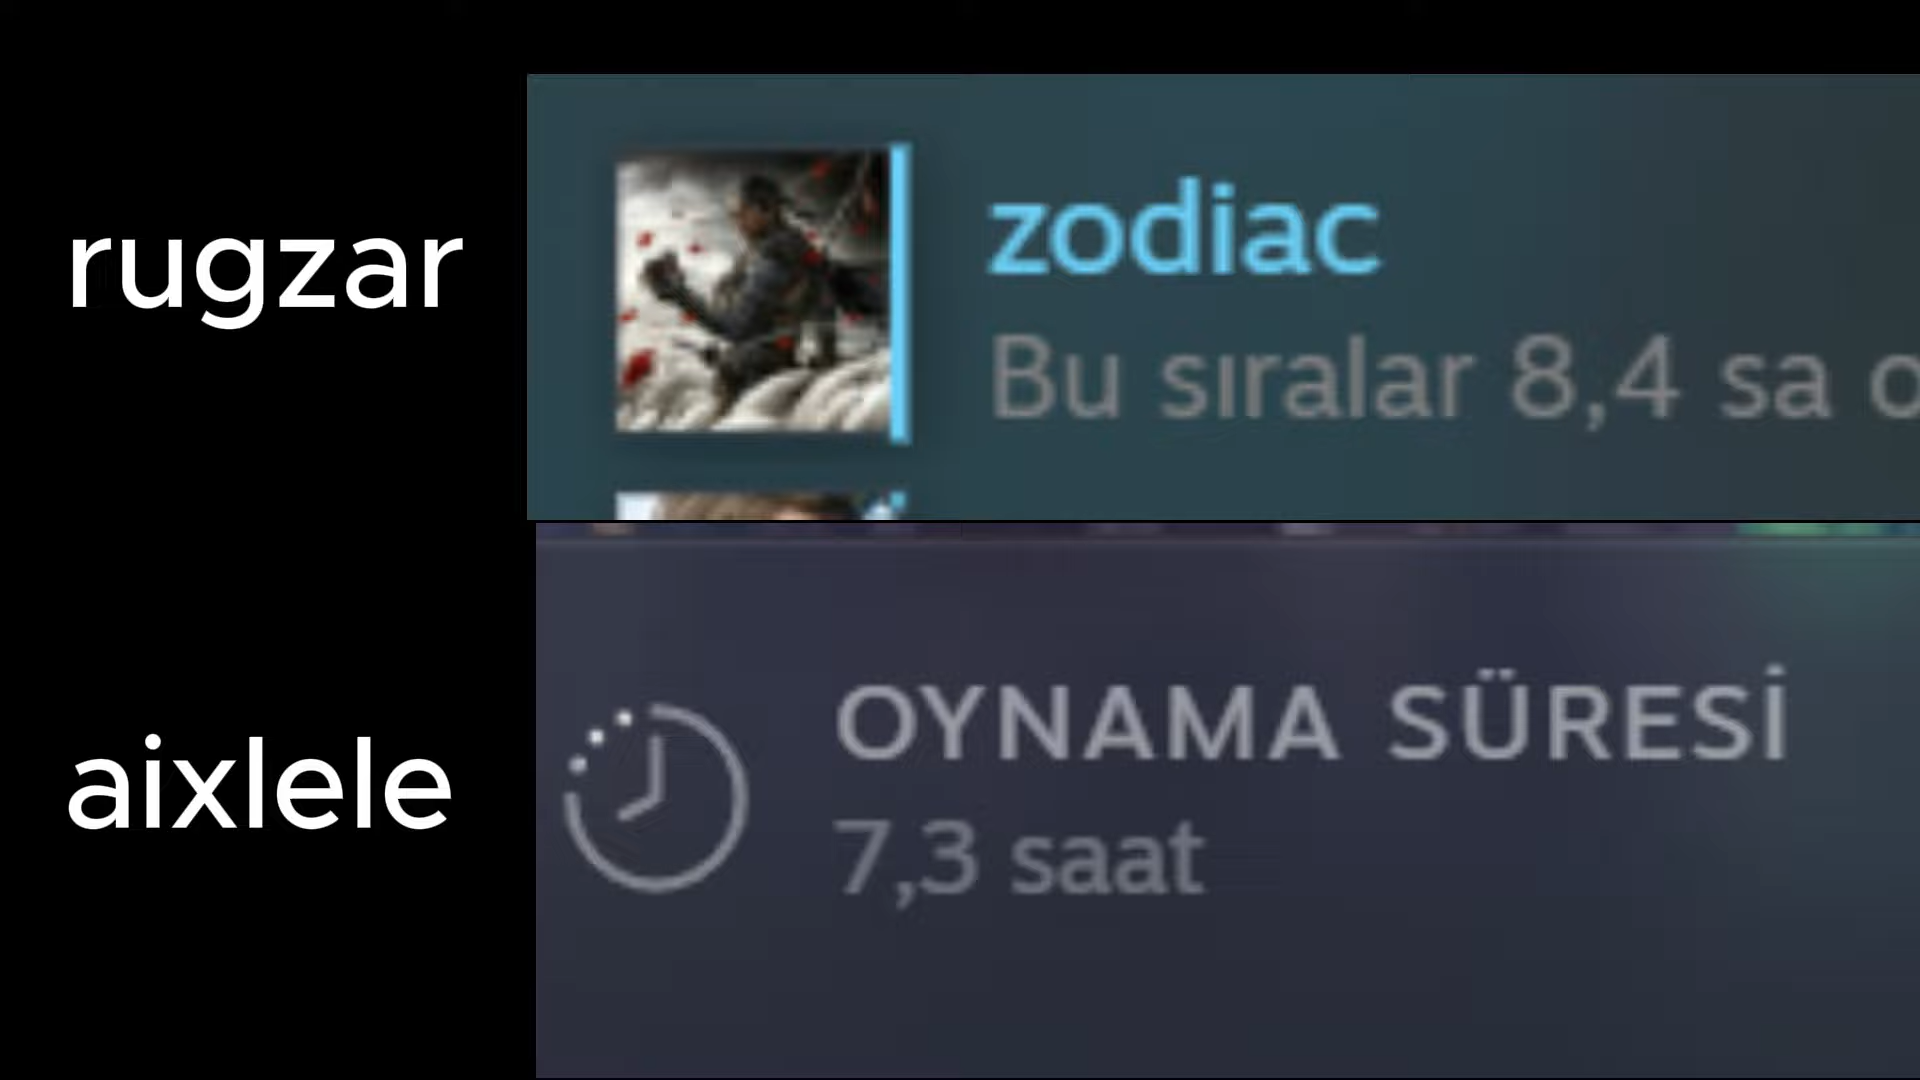 rugzar
zodiac
Bu sıralar 8,4 sa
aixlele
OYNAMA SÜRESİ
7,3 saat